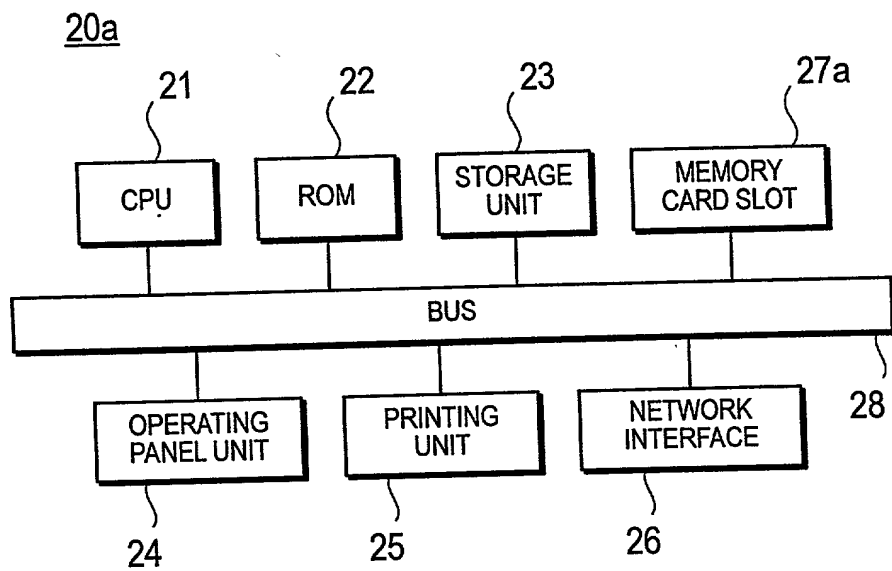 20a
21
22
23
27a
CPU
ROM
STORAGE
UNIT
MEMORY
CARD SLOT
BUS
28
OPERATING
PANEL UNIT
PRINTING
UNIT
NETWORK
INTERFACE
24
25
26